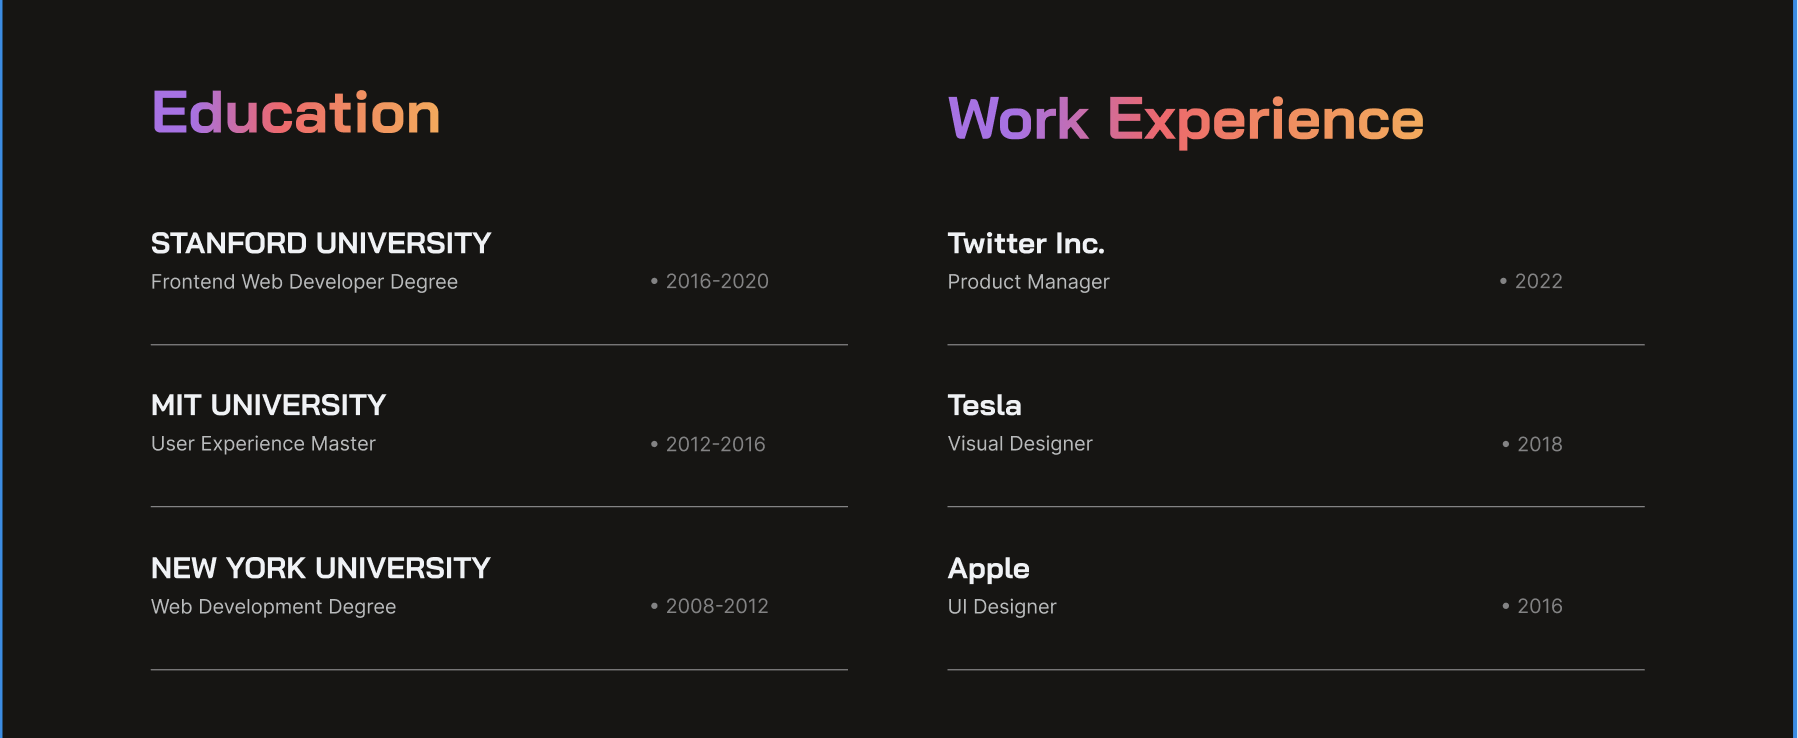 Education
STANFORD UNIVERSITY
Frontend Web Developer Degree • 2016-2020
MIT UNIVERSITY
User Experience Master • 2012-2016
NEW YORK UNIVERSITY
Web Development Degree • 2008-2012
Work Experience
Twitter Inc.
Product Manager • 2022
Tesla
Visual Designer • 2018
Apple
UI Designer • 2016